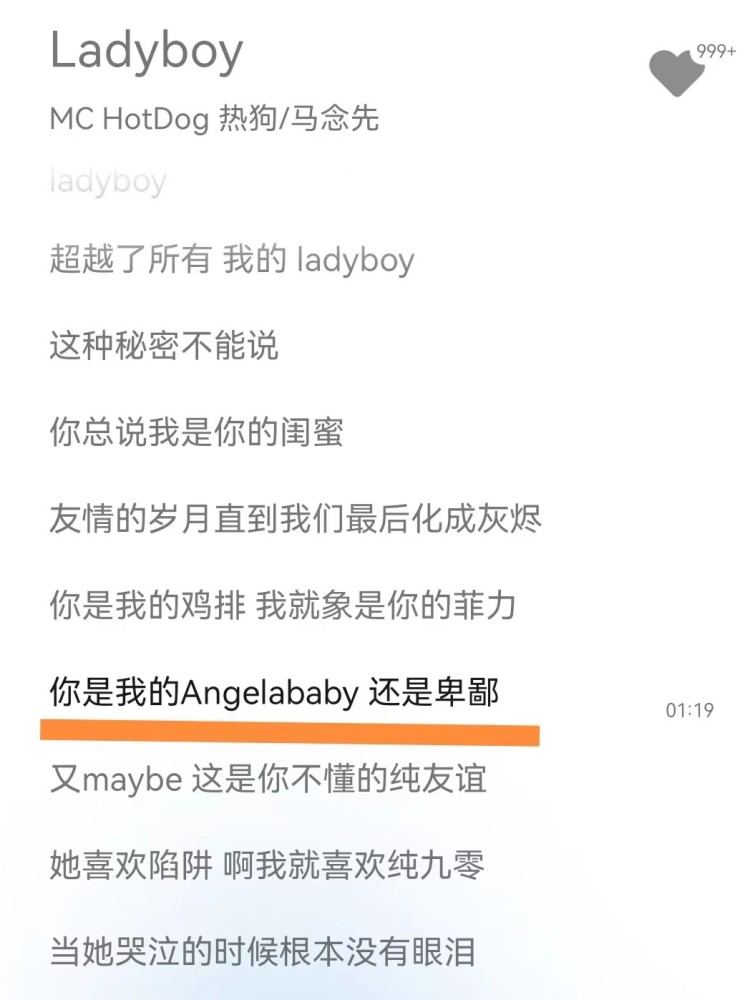 Ladyboy
999+
MC HotDog 热狗/马念先
ladyboy
超越了所有 我的 ladyboy
这种秘密不能说
你总说我是你的闺蜜
友情的岁月直到我们最后化成灰烬
你是我的鸡排 我就象是你的菲力
你是我的Angelababy 还是卑鄙
01:19
又maybe 这是你不懂的纯友谊
她喜欢陷阱 啊我就喜欢纯九零
当她哭泣的时候根本没有眼泪